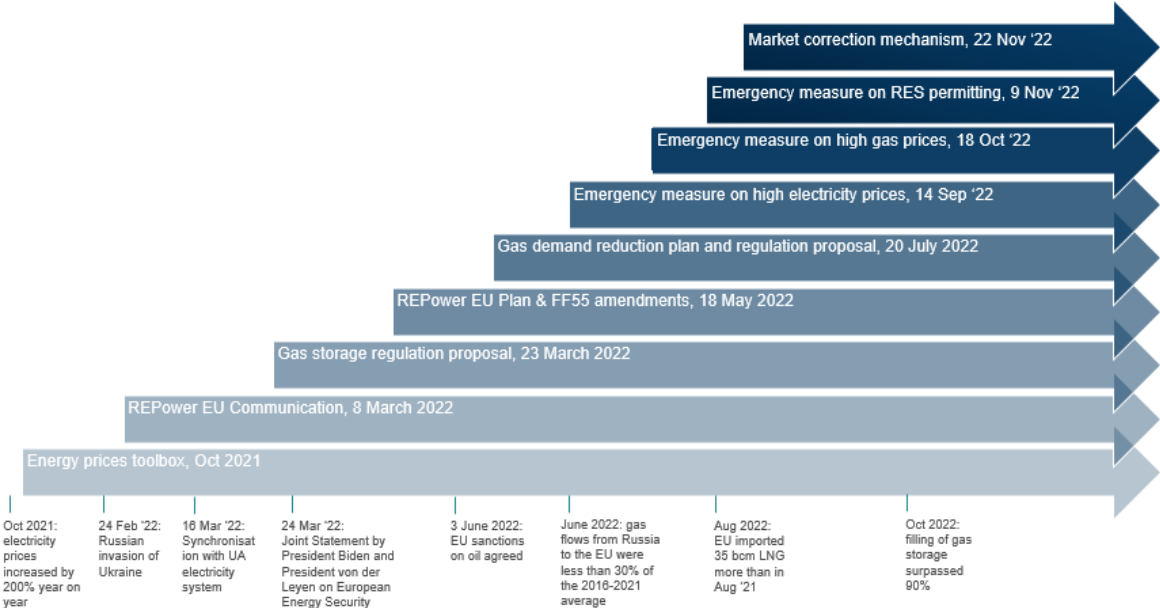 Market correction mechanism, 22 Nov ‘22
Emergency measure on RES permitting, 9 Nov ‘22
Emergency measure on high gas prices, 18 Oct ‘22
Emergency measure on high electricity prices, 14 Sep ‘22
Gas demand reduction plan and regulation proposal, 20 July 2022
REPower EU Plan & FF55 amendments, 18 May 2022
Gas storage regulation proposal, 23 March 2022
REPower EU Communication, 8 March 2022
Energy prices toolbox, Oct 2021
Oct 2021:
electricity
prices
increased by
200% year on
year
24 Feb '22:
Russian
invasion of
Ukraine
16 Mar '22:
Synchronisat
ion with UA
electricity
system
24 Mar '22:
Joint Statement by
President Biden and
President von der
Leyen on European
Energy Security
3 June 2022:
EU sanctions
on oil agreed
June 2022: gas
flows from Russia
to the EU were
less than 30% of
the 2016-2021
average
Aug 2022:
EU imported
35 bcm LNG
more than in
Aug '21
Oct 2022:
filling of gas
storage
surpassed
90%